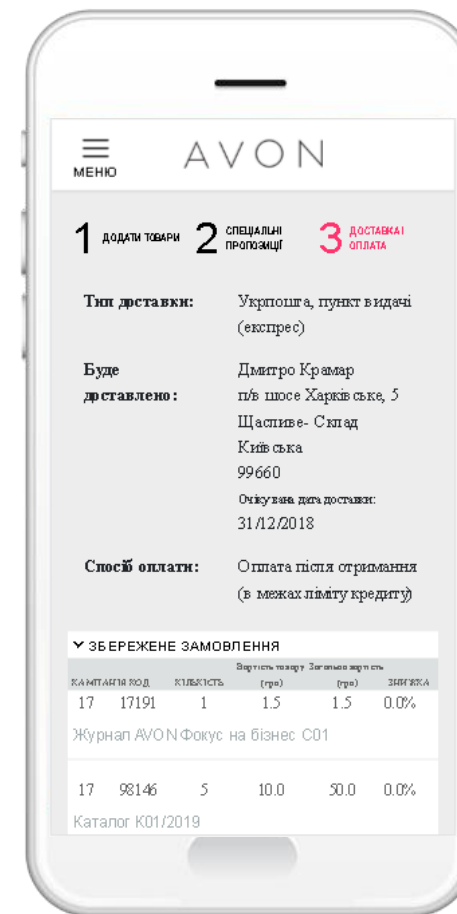 МЕНЮ
AVON
1 ДОДАТИ ТОВАРИ 2 СПЕЦІАЛЬНІ ПРОПОЗИЦІЇ 3 ДОСТАВКА І ОПЛАТА
Тип доставки: Укрпошта, пункт видачі
(експрес)
Буде доставлено: Дмитро Крамар
п/в шосе Харківське, 5
Щасливе- Склад
Київська
99660
Очікувана дата доставки:
31/12/2018
Спосіб оплати: Оплата після отримання
(в межах ліміту кредиту)
ЗБЕРЕЖЕНЕ ЗАМОВЛЕННЯ
КАМПАНІЯ КОД КІЛЬКІСТЬ Вартість товару (грн) Загальна вартість (грн) ЗНИЖКА
17 17191 1 1.5 1.5 0.0%
Журнал AVON Фокус на бізнес С01
17 98146 5 10.0 50.0 0.0%
Каталог К01/2019